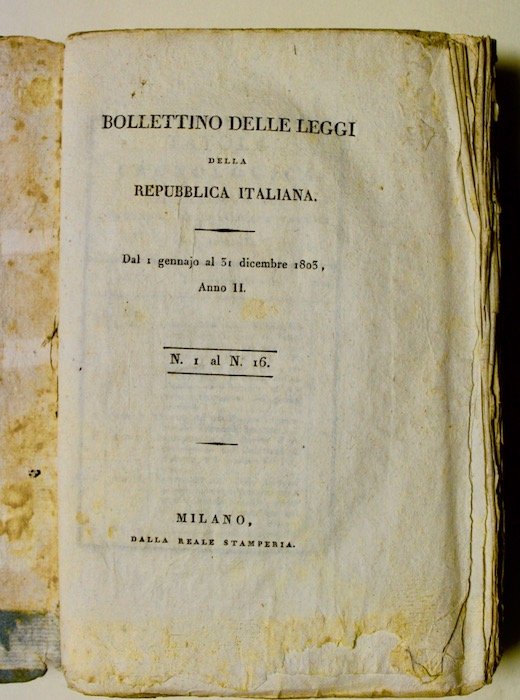 BOLLETTINO DELLE LEGGI
DELLA
REPUBBLICA ITALIANA.
Dal 1 gennajo al 31 dicembre 1803,
Anno II.
N. 1 al N. 16.
MILANO,
DALLA REALE STAMPERIA.